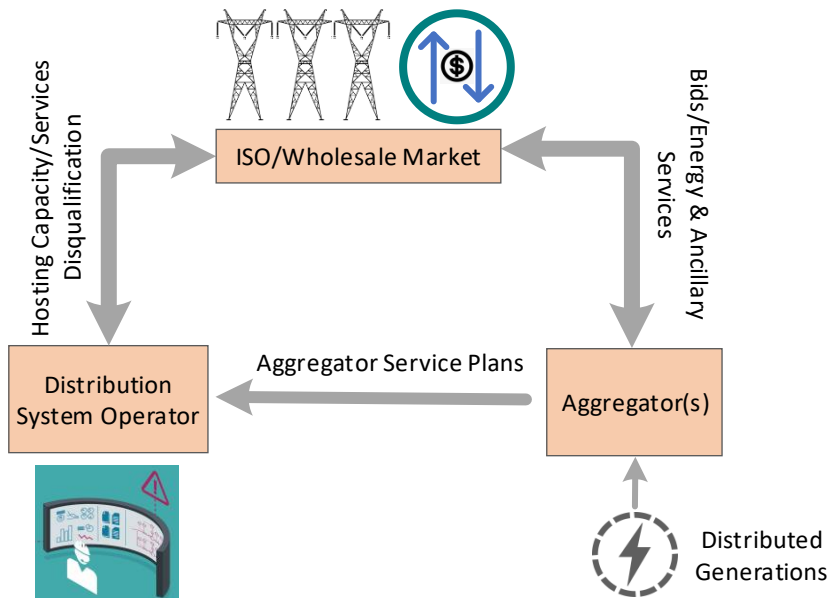 $
ISO/Wholesale Market
Hosting Capacity/Services
Disqualification
Bids/Energy & Ancillary
Services
Distribution
System Operator
Aggregator Service Plans
Aggregator(s)
Distributed
Generations